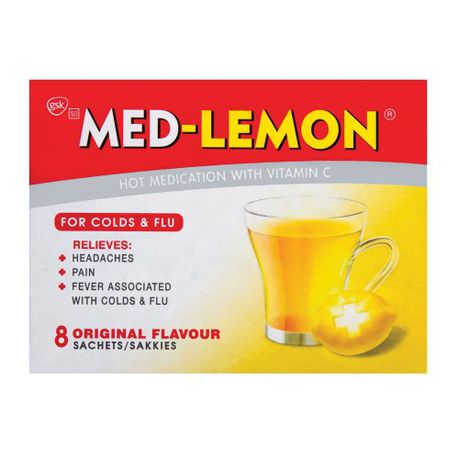 gsk
S0
MED-LEMON®
HOT MEDICATION WITH VITAMIN C
FOR COLDS & FLU
RELIEVES:
+ HEADACHES
+ PAIN
+ FEVER ASSOCIATED
WITH COLDS & FLU
8 ORIGINAL FLAVOUR
SACHETS/SAKKIES